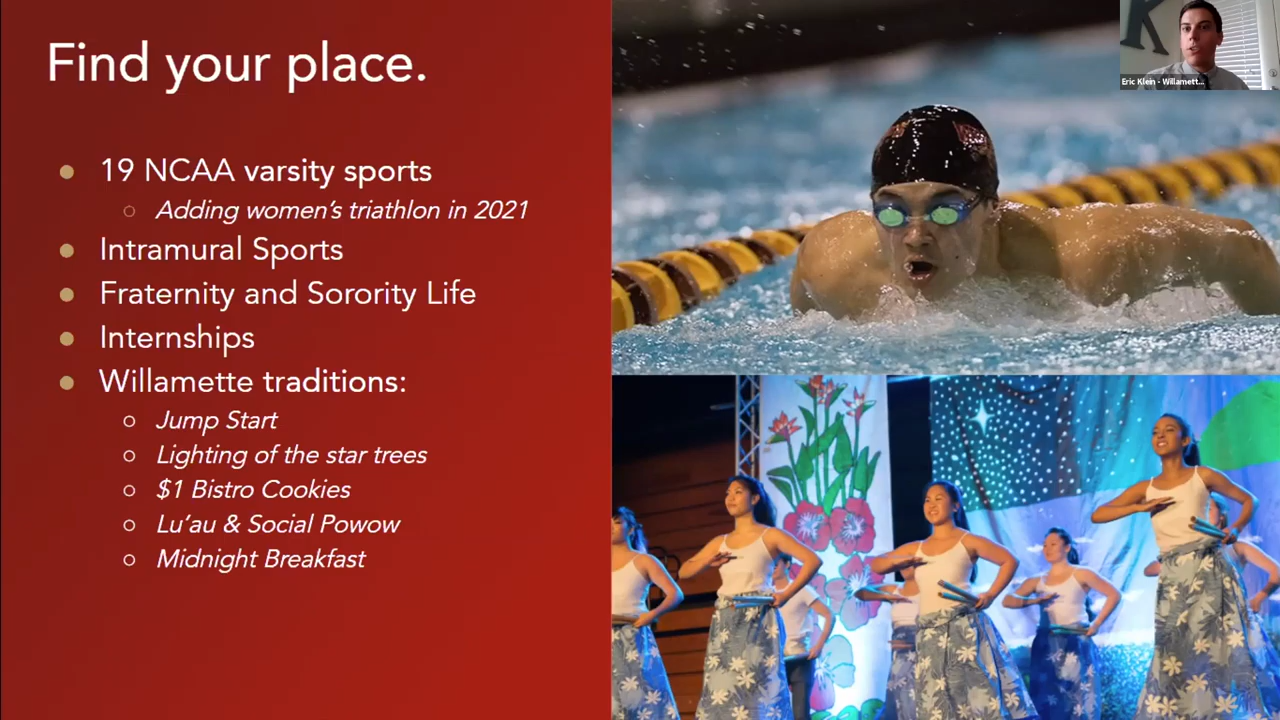 Find your place.
19 NCAA varsity sports
Adding women's triathlon in 2021
Intramural Sports
Fraternity and Sorority Life
Internships
Willamette traditions:
Jump Start
Lighting of the star trees
$1 Bistro Cookies
Lu'au & Social Powow
Midnight Breakfast
K
Eric Klein - Willamett...